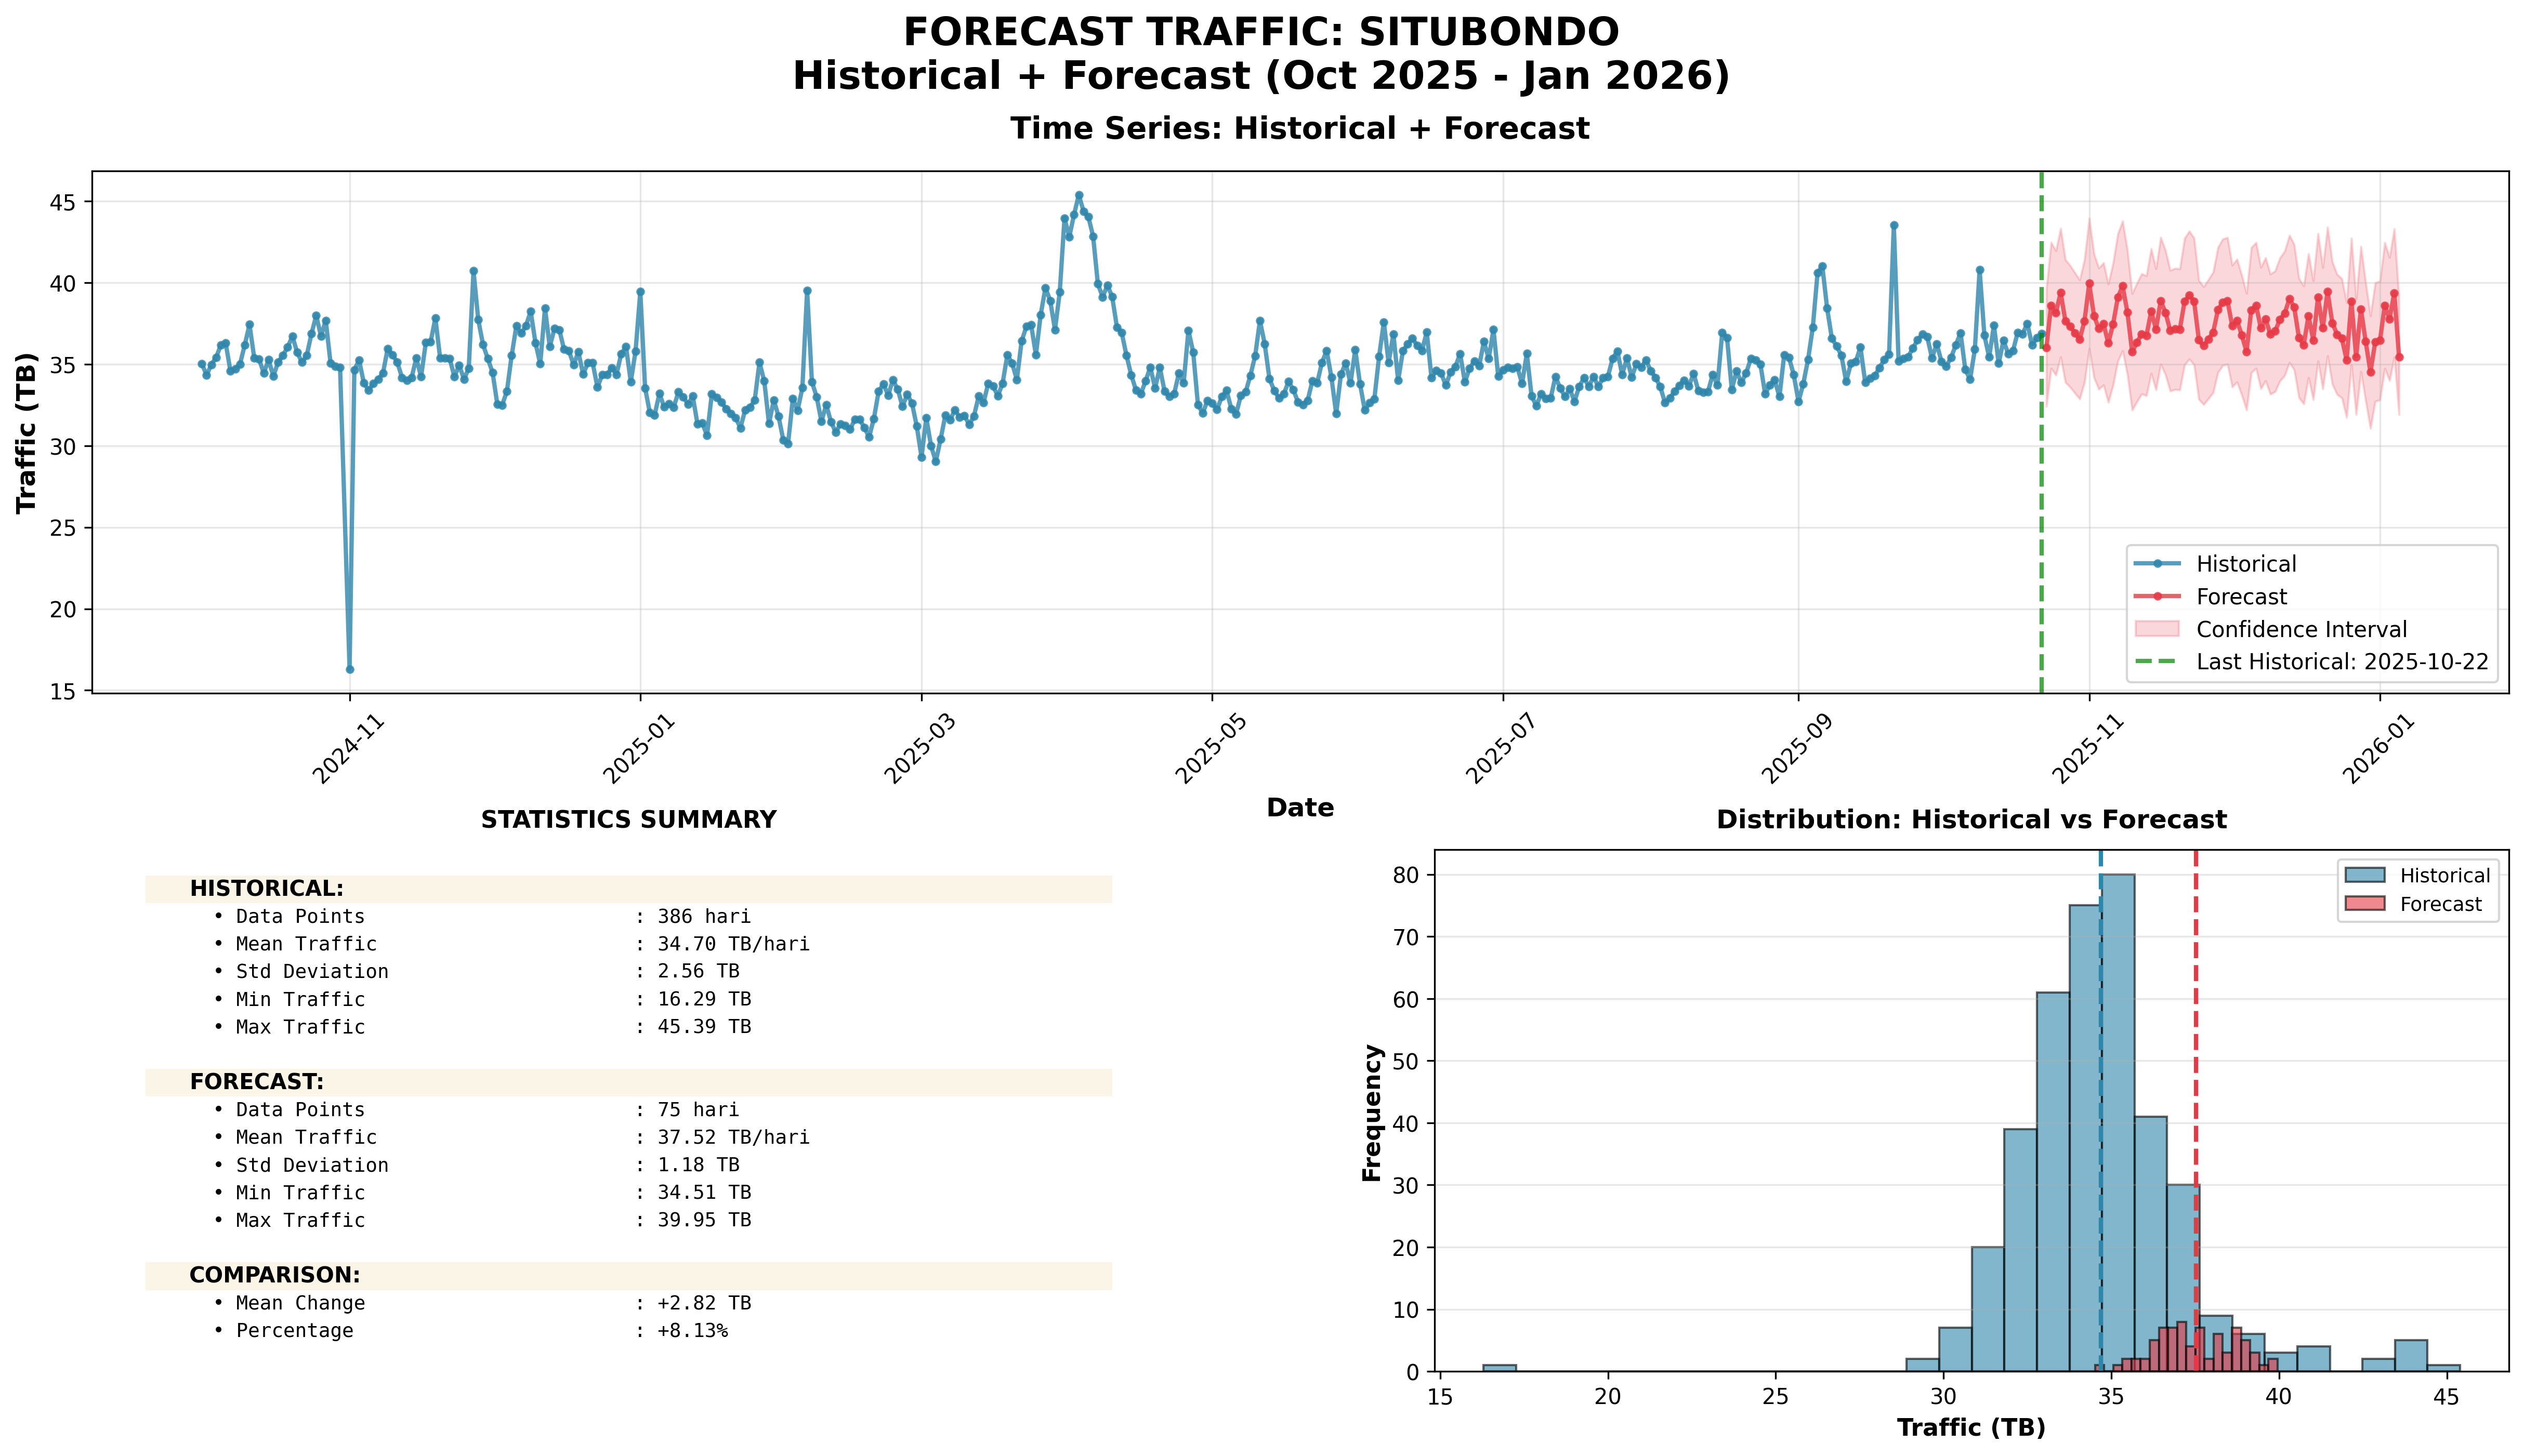 FORECAST TRAFFIC: SITUBONDO
Historical + Forecast (Oct 2025 - Jan 2026)
Time Series: Historical + Forecast
Traffic (TB)
45
40
35
30
25
20
15
Historical
Forecast
Confidence Interval
Last Historical: 2025-10-22
2024-11
2025-01
2025-03
2025-05
2025-07
2025-09
2025-11
2026-01
Date
STATISTICS SUMMARY
HISTORICAL:
• Data Points : 386 hari
• Mean Traffic : 34.70 TB/hari
• Std Deviation : 2.56 TB
• Min Traffic : 16.29 TB
• Max Traffic : 45.39 TB
FORECAST:
• Data Points : 75 hari
• Mean Traffic : 37.52 TB/hari
• Std Deviation : 1.18 TB
• Min Traffic : 34.51 TB
• Max Traffic : 39.95 TB
COMPARISON:
• Mean Change : +2.82 TB
• Percentage : +8.13%
Distribution: Historical vs Forecast
Frequency
80
70
60
50
40
30
20
10
0
Historical
Forecast
15
20
25
30
35
40
45
Traffic (TB)